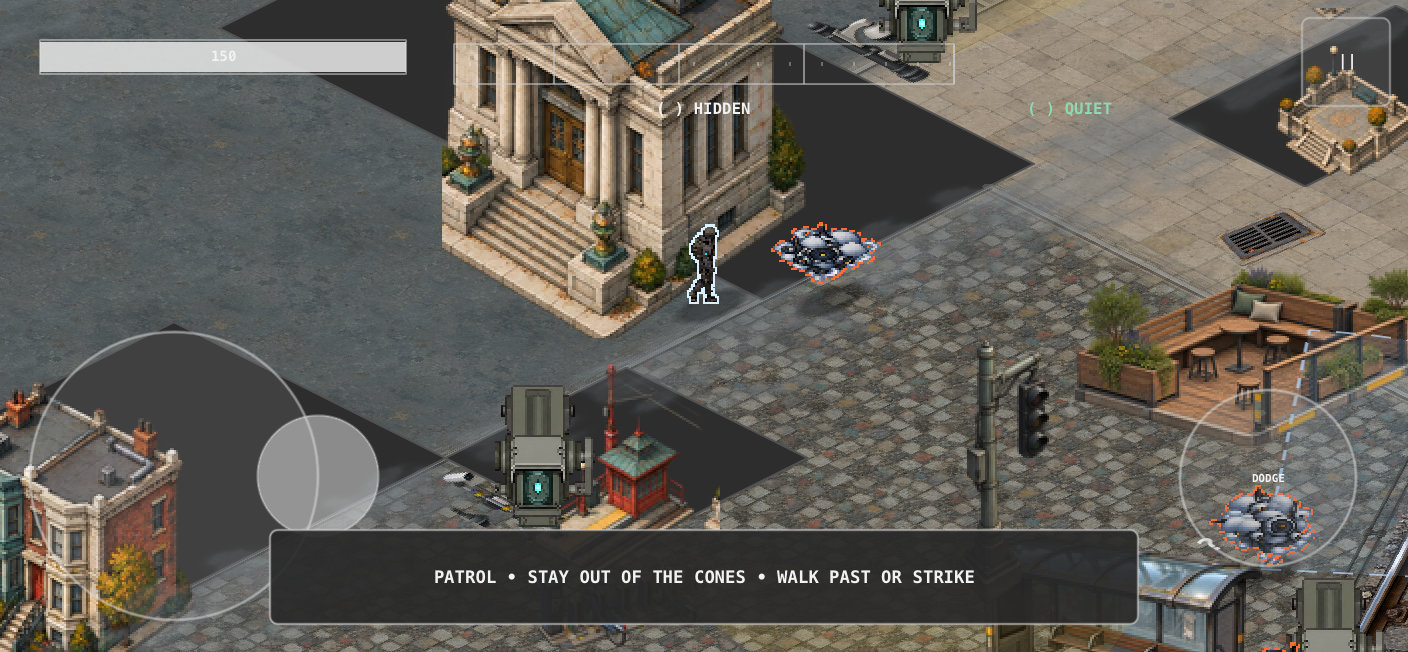 150
( ) HIDDEN
( ) QUIET
DODGE
PATROL • STAY OUT OF THE CONES • WALK PAST OR STRIKE